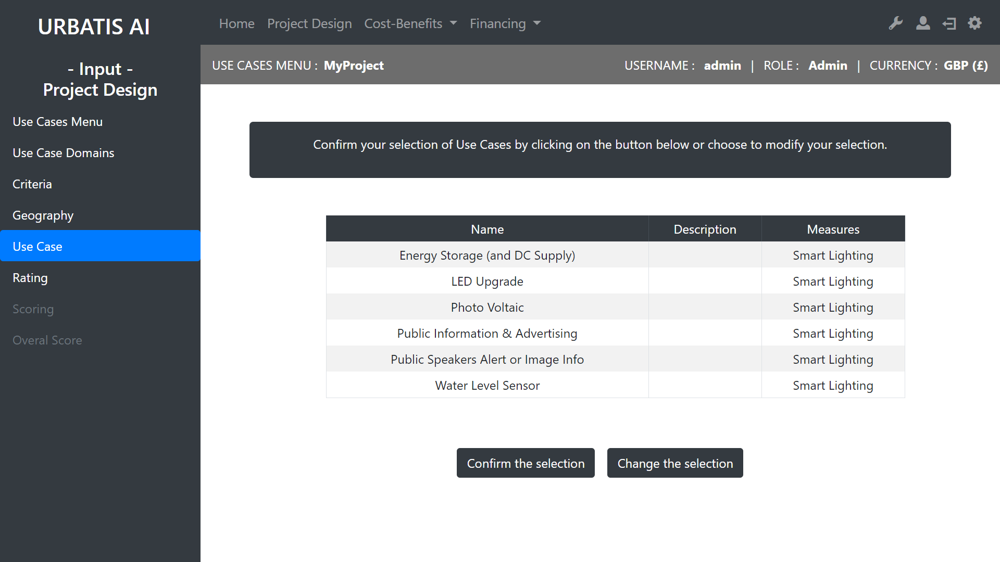 URBATIS AI
Home Project Design Cost-Benefits Financing
- Input -
Project Design
Use Cases Menu
Use Case Domains
Criteria
Geography
Use Case
Rating
Scoring
Overal Score
USE CASES MENU : MyProject
USERNAME : admin | ROLE : Admin | CURRENCY : GBP (£)
Confirm your selection of Use Cases by clicking on the button below or choose to modify your selection.
Name Description Measures
Energy Storage (and DC Supply) Smart Lighting
LED Upgrade Smart Lighting
Photo Voltaic Smart Lighting
Public Information & Advertising Smart Lighting
Public Speakers Alert or Image Info Smart Lighting
Water Level Sensor Smart Lighting
Confirm the selection Change the selection